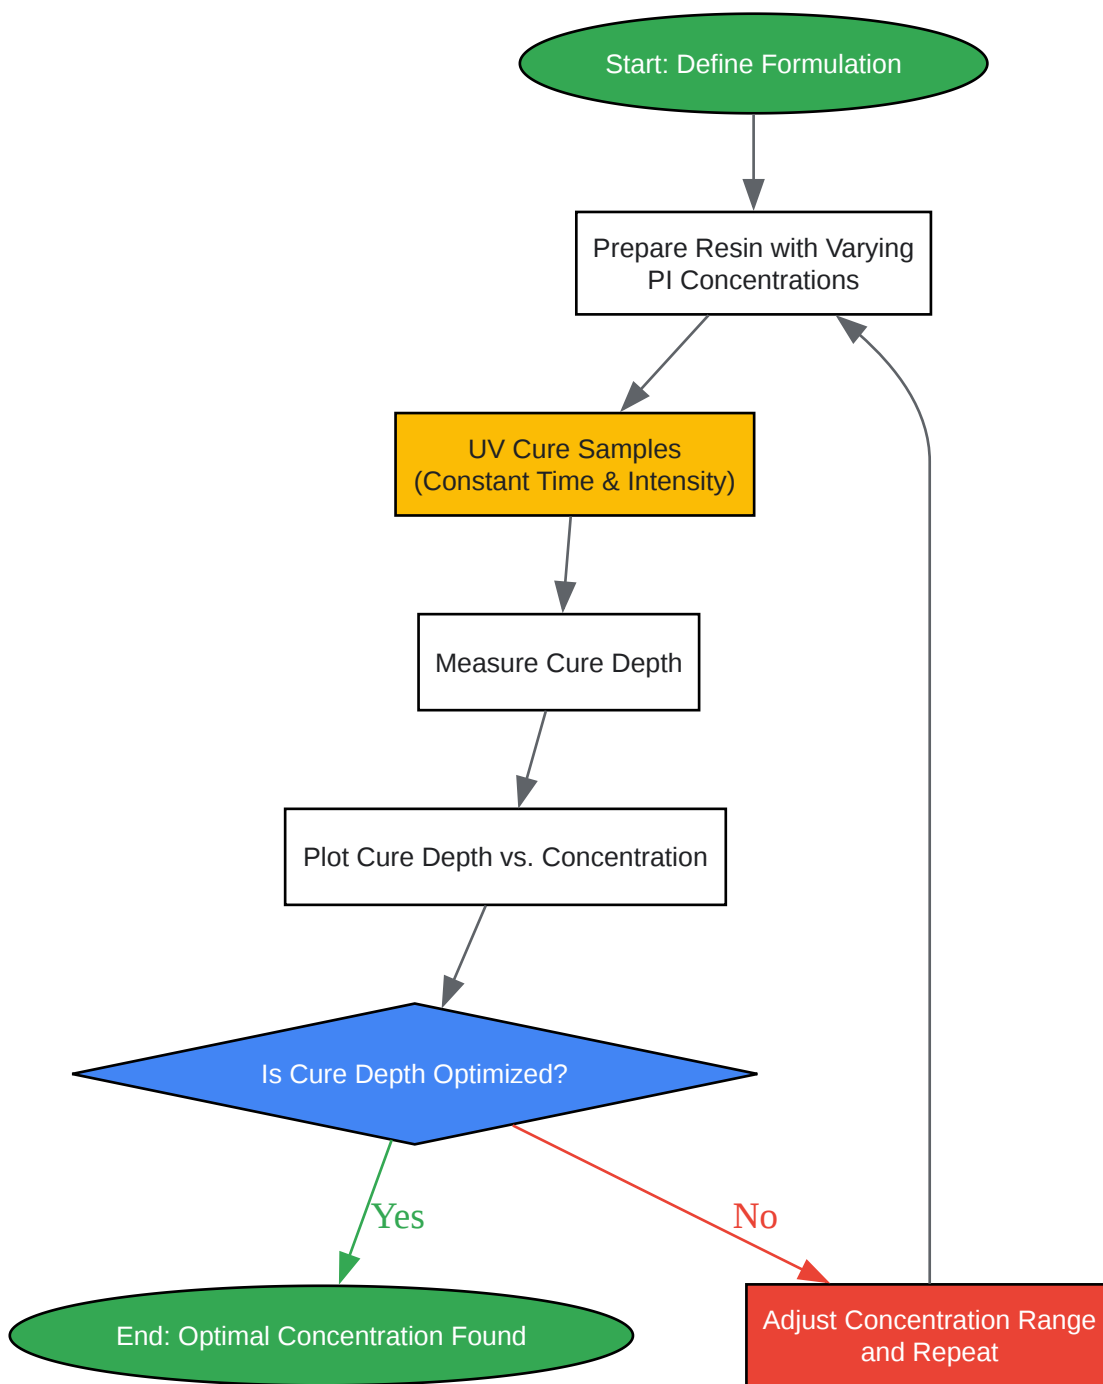 Start: Define Formulation
Prepare Resin with Varying
PI Concentrations
UV Cure Samples
(Constant Time & Intensity)
Measure Cure Depth
Plot Cure Depth vs. Concentration
Is Cure Depth Optimized?
Yes
No
End: Optimal Concentration Found
Adjust Concentration Range
and Repeat